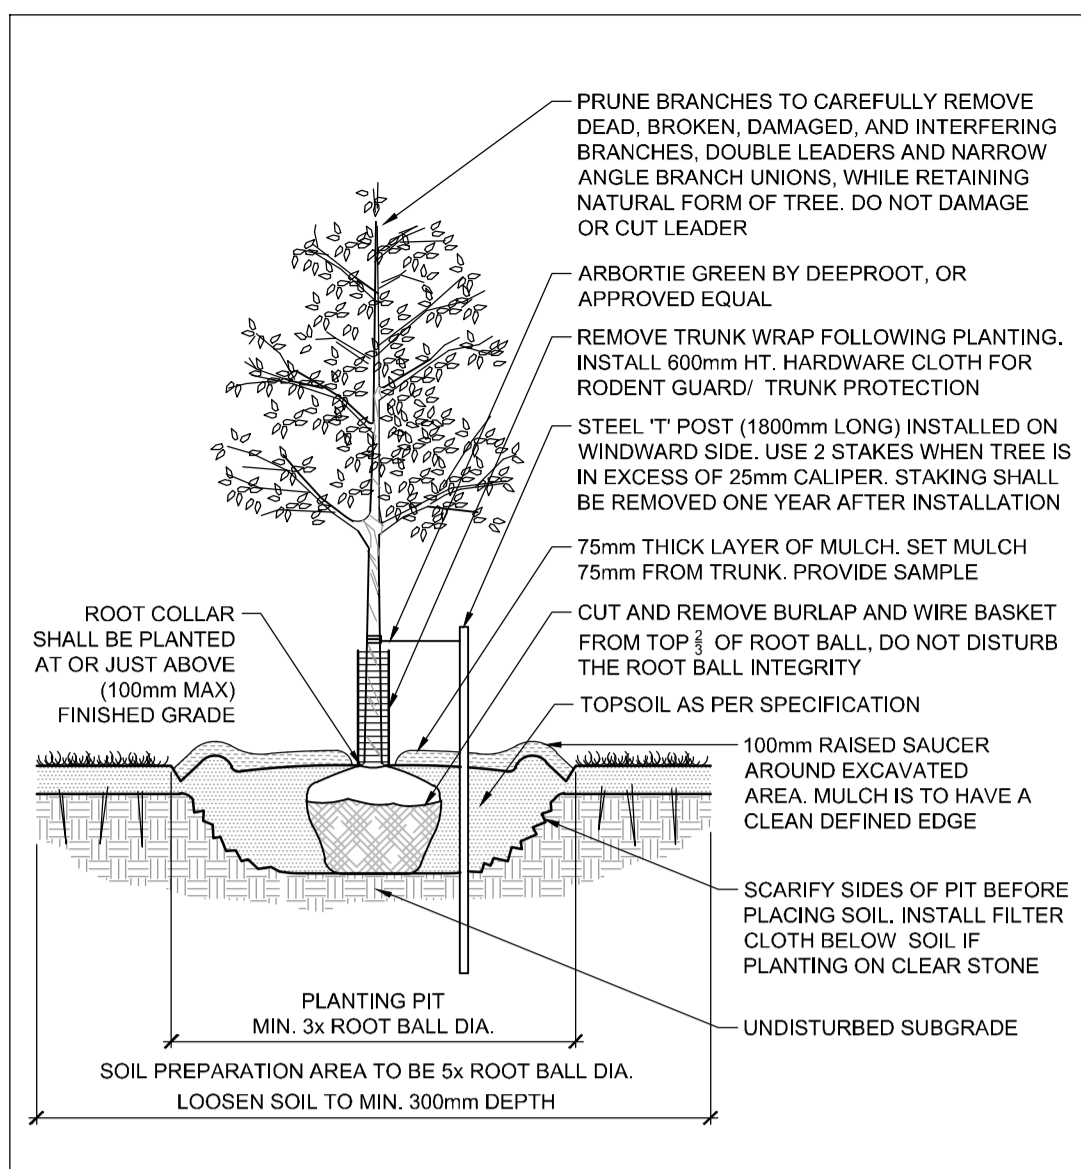 PRUNE BRANCHES TO CAREFULLY REMOVE
DEAD, BROKEN, DAMAGED, AND INTERFERING
BRANCHES, DOUBLE LEADERS AND NARROW
ANGLE BRANCH UNIONS, WHILE RETAINING
NATURAL FORM OF TREE. DO NOT DAMAGE
OR CUT LEADER
ARBORTIE GREEN BY DEEPROOT, OR
APPROVED EQUAL
REMOVE TRUNK WRAP FOLLOWING PLANTING.
INSTALL 600mm HT. HARDWARE CLOTH FOR
RODENT GUARD/ TRUNK PROTECTION
STEEL 'T' POST (1800mm LONG) INSTALLED ON
WINDWARD SIDE. USE 2 STAKES WHEN TREE IS
IN EXCESS OF 25mm CALIPER. STAKING SHALL
BE REMOVED ONE YEAR AFTER INSTALLATION
75mm THICK LAYER OF MULCH. SET MULCH
75mm FROM TRUNK. PROVIDE SAMPLE
CUT AND REMOVE BURLAP AND WIRE BASKET
FROM TOP 2/3 OF ROOT BALL, DO NOT DISTURB
THE ROOT BALL INTEGRITY
ROOT COLLAR
SHALL BE PLANTED
AT OR JUST ABOVE
(100mm MAX)
FINISHED GRADE
TOPSOIL AS PER SPECIFICATION
100mm RAISED SAUCER
AROUND EXCAVATED
AREA. MULCH IS TO HAVE A
CLEAN DEFINED EDGE
SCARIFY SIDES OF PIT BEFORE
PLACING SOIL. INSTALL FILTER
CLOTH BELOW SOIL IF
PLANTING ON CLEAR STONE
UNDISTURBED SUBGRADE
PLANTING PIT
MIN. 3x ROOT BALL DIA.
SOIL PREPARATION AREA TO BE 5x ROOT BALL DIA.
LOOSEN SOIL TO MIN. 300mm DEPTH